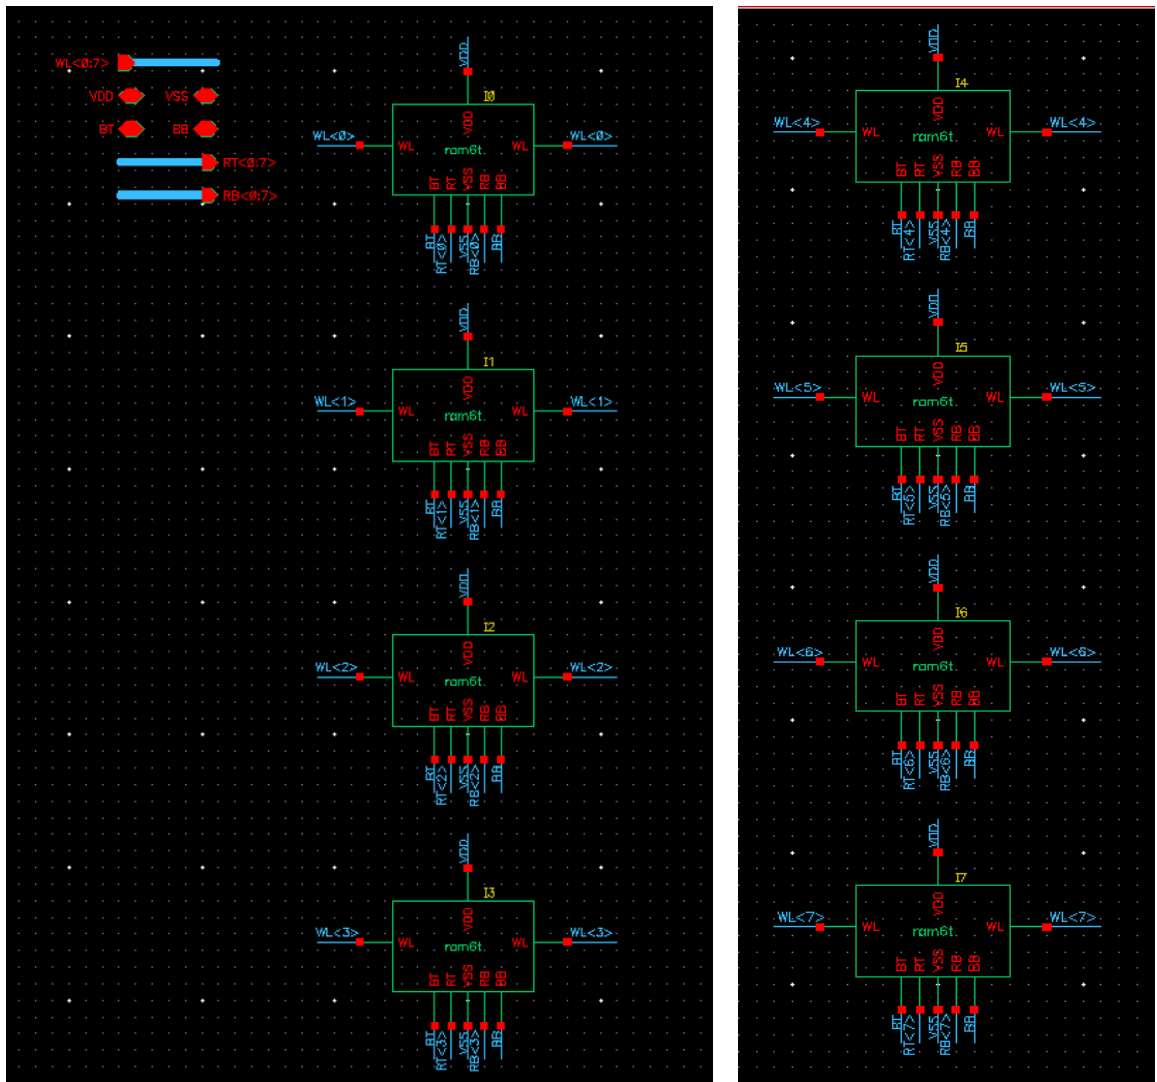 WL<0:7>
VDD VSS
BT BB
RT<0:7>
RB<0:7>
VDD
I0
VDD
WL<0> WL ram6t WL WL<0>
BT RT VSS RB BB
BT RT<0> VSS RB<0> BB
VDD
I1
VDD
WL<1> WL ram6t WL WL<1>
BT RT VSS RB BB
BT RT<1> VSS RB<1> BB
VDD
I2
VDD
WL<2> WL ram6t WL WL<2>
BT RT VSS RB BB
BT RT<2> VSS RB<2> BB
VDD
I3
VDD
WL<3> WL ram6t WL WL<3>
BT RT VSS RB BB
BT RT<3> VSS RB<3> BB
VDD
I4
VDD
WL<4> WL ram6t WL WL<4>
BT RT VSS RB BB
BT RT<4> VSS RB<4> BB
VDD
I5
VDD
WL<5> WL ram6t WL WL<5>
BT RT VSS RB BB
BT RT<5> VSS RB<5> BB
VDD
I6
VDD
WL<6> WL ram6t WL WL<6>
BT RT VSS RB BB
BT RT<6> VSS RB<6> BB
VDD
I7
VDD
WL<7> WL ram6t WL WL<7>
BT RT VSS RB BB
BT RT<7> VSS RB<7> BB